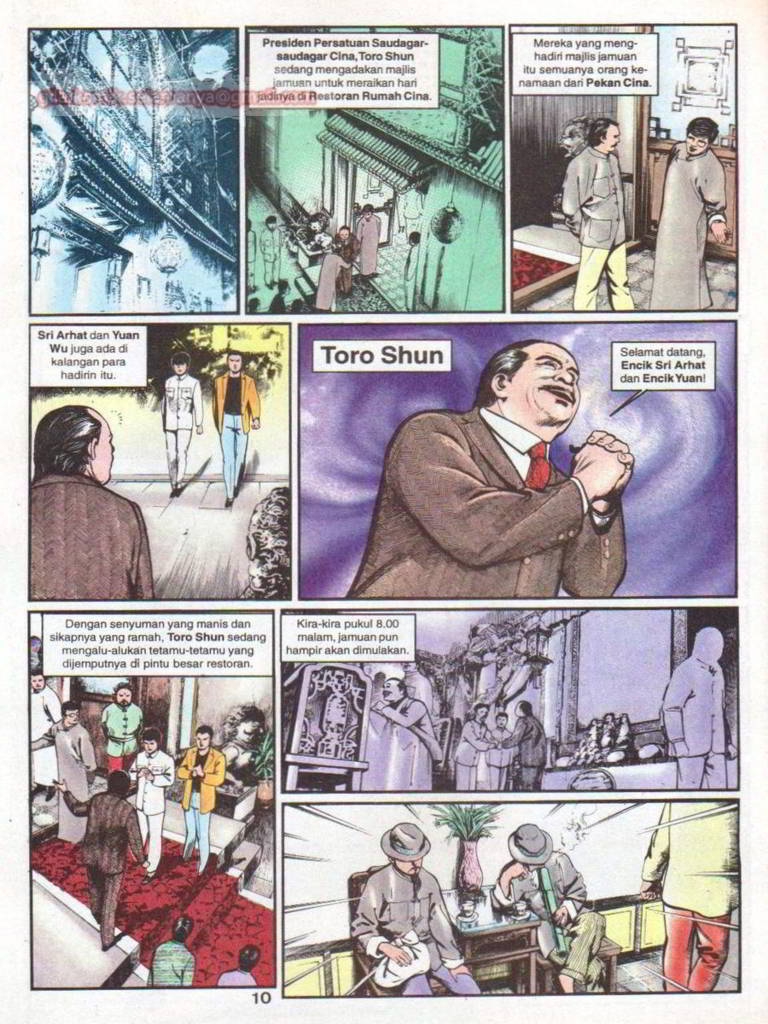 Presiden Persatuan Saudagar-
saudagar Cina, Toro Shun
sedang mengadakan majlis
jamuan untuk meraikan hari
jadinya di Restoran Rumah Cina.
Mereka yang meng-
hadiri majlis jamuan
itu semuanya orang ke-
namaan dari Pekan Cina.
Sri Arhat dan Yuan
Wu juga ada di
kalangan para
hadirin itu.
Toro Shun
Selamat datang,
Encik Sri Arhat
dan Encik Yuan!
Dengan senyuman yang manis dan
sikapnya yang ramah, Toro Shun sedang
mengalu-alukan tetamu-tetamu yang
dijemputnya di pintu besar restoran.
Kira-kira pukul 8.00
malam, jamuan pun
hampir akan dimulakan.
10